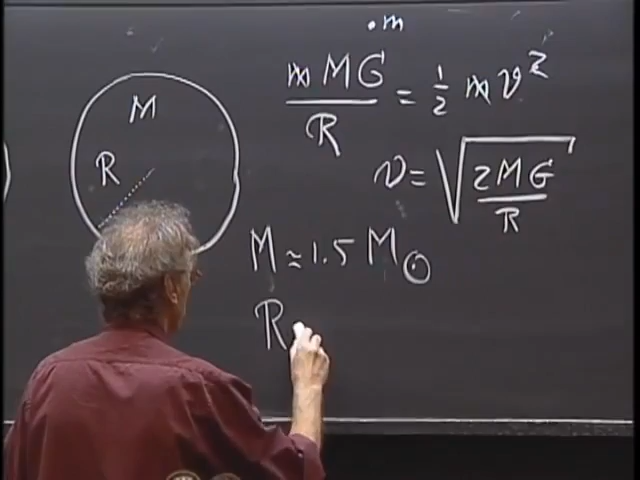 .m
M
R
mMG/R = 1/2 mv²
v = √(2MG/R)
M ≃ 1.5 M☉
R